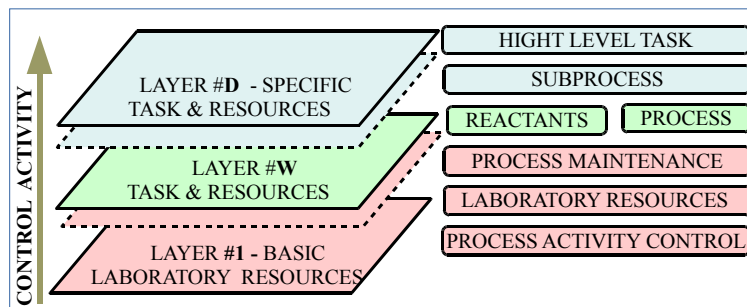 CONTROL ACTIVITY
LAYER #D - SPECIFIC
TASK & RESOURCES
LAYER #W
TASK & RESOURCES
LAYER #1 - BASIC
LABORATORY RESOURCES
HIGHT LEVEL TASK
SUBPROCESS
REACTANTS
PROCESS
PROCESS MAINTENANCE
LABORATORY RESOURCES
PROCESS ACTIVITY CONTROL